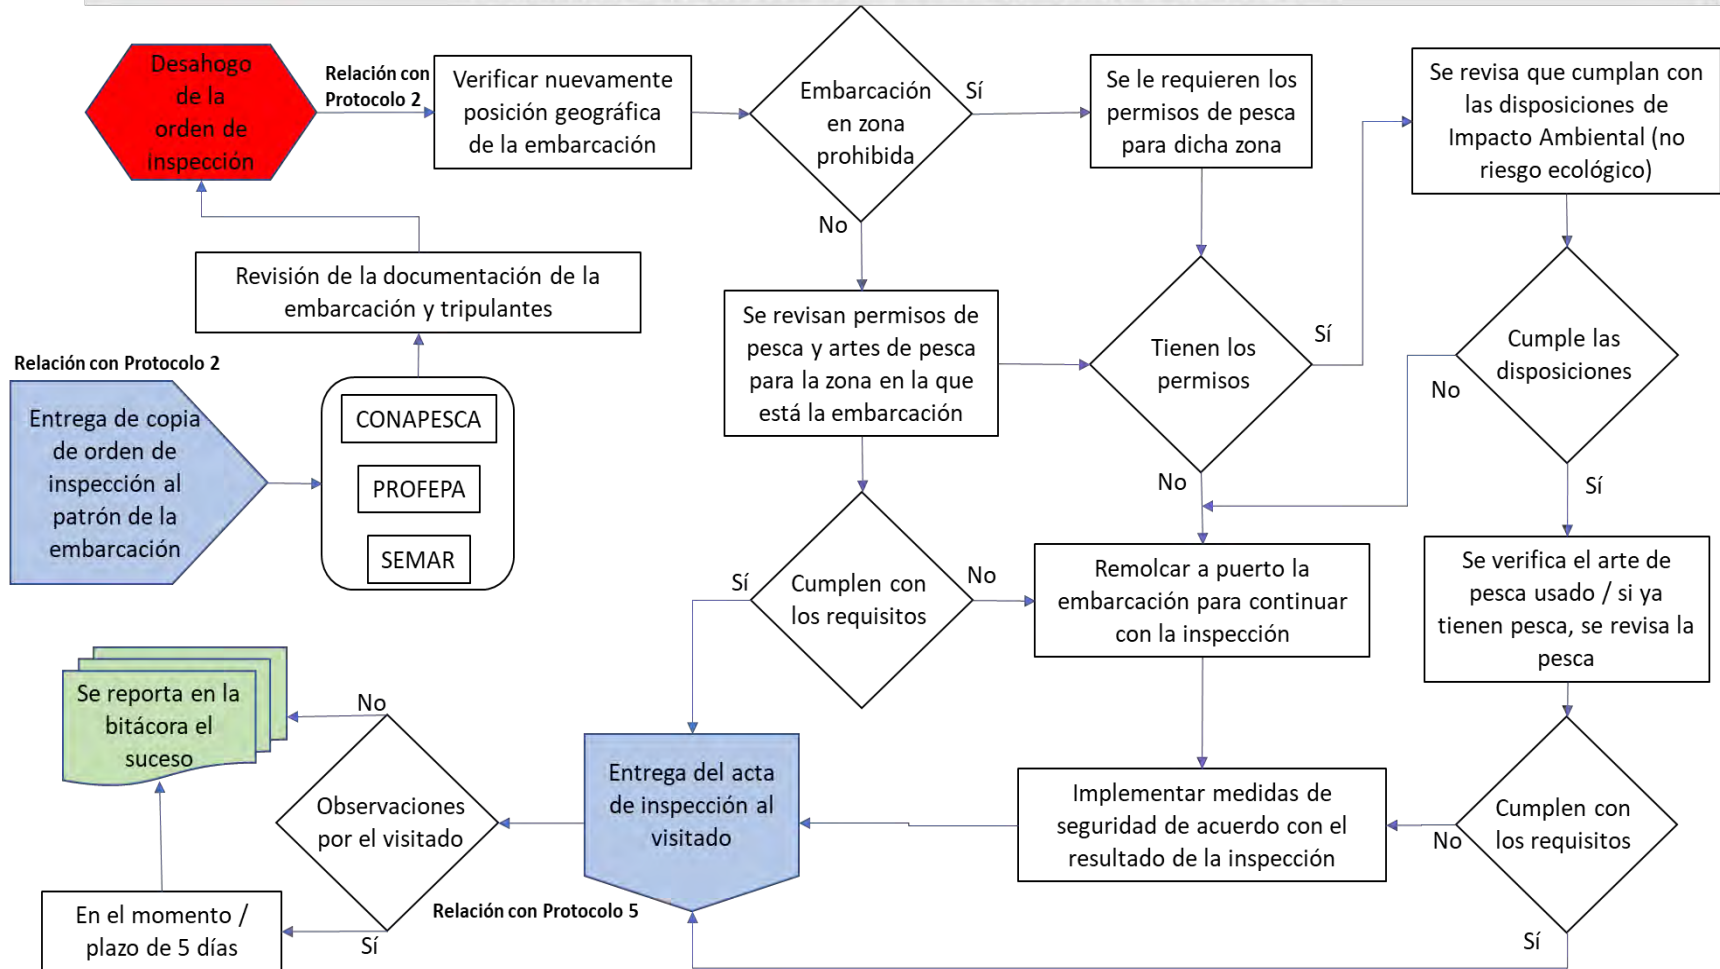 Desahogo
de la
orden de
inspección
Relación con
Protocolo 2
Verificar nuevamente
posición geográfica
de la embarcación
Embarcación
en zona
prohibida
Sí
No
Se le requieren los
permisos de pesca
para dicha zona
Se revisa que cumplan con
las disposiciones de
Impacto Ambiental (no
riesgo ecológico)
Revisión de la documentación de la
embarcación y tripulantes
Relación con Protocolo 2
Entrega de copia
de orden de
inspección al
patrón de la
embarcación
CONAPESCA
PROFEPA
SEMAR
Se revisan permisos de
pesca y artes de pesca
para la zona en la que
está la embarcación
Tienen los
permisos
Sí
No
Cumple las
disposiciones
No
Sí
Cumplen con
los requisitos
Sí
No
Remolcar a puerto la
embarcación para continuar
con la inspección
Se verifica el arte de
pesca usado / si ya
tienen pesca, se revisa la
pesca
Se reporta en la
bitácora el
suceso
No
Observaciones
por el visitado
Sí
Entrega del acta
de inspección al
visitado
Implementar medidas de
seguridad de acuerdo con el
resultado de la inspección
Cumplen con
los requisitos
No
Sí
En el momento /
plazo de 5 días
Relación con Protocolo 5